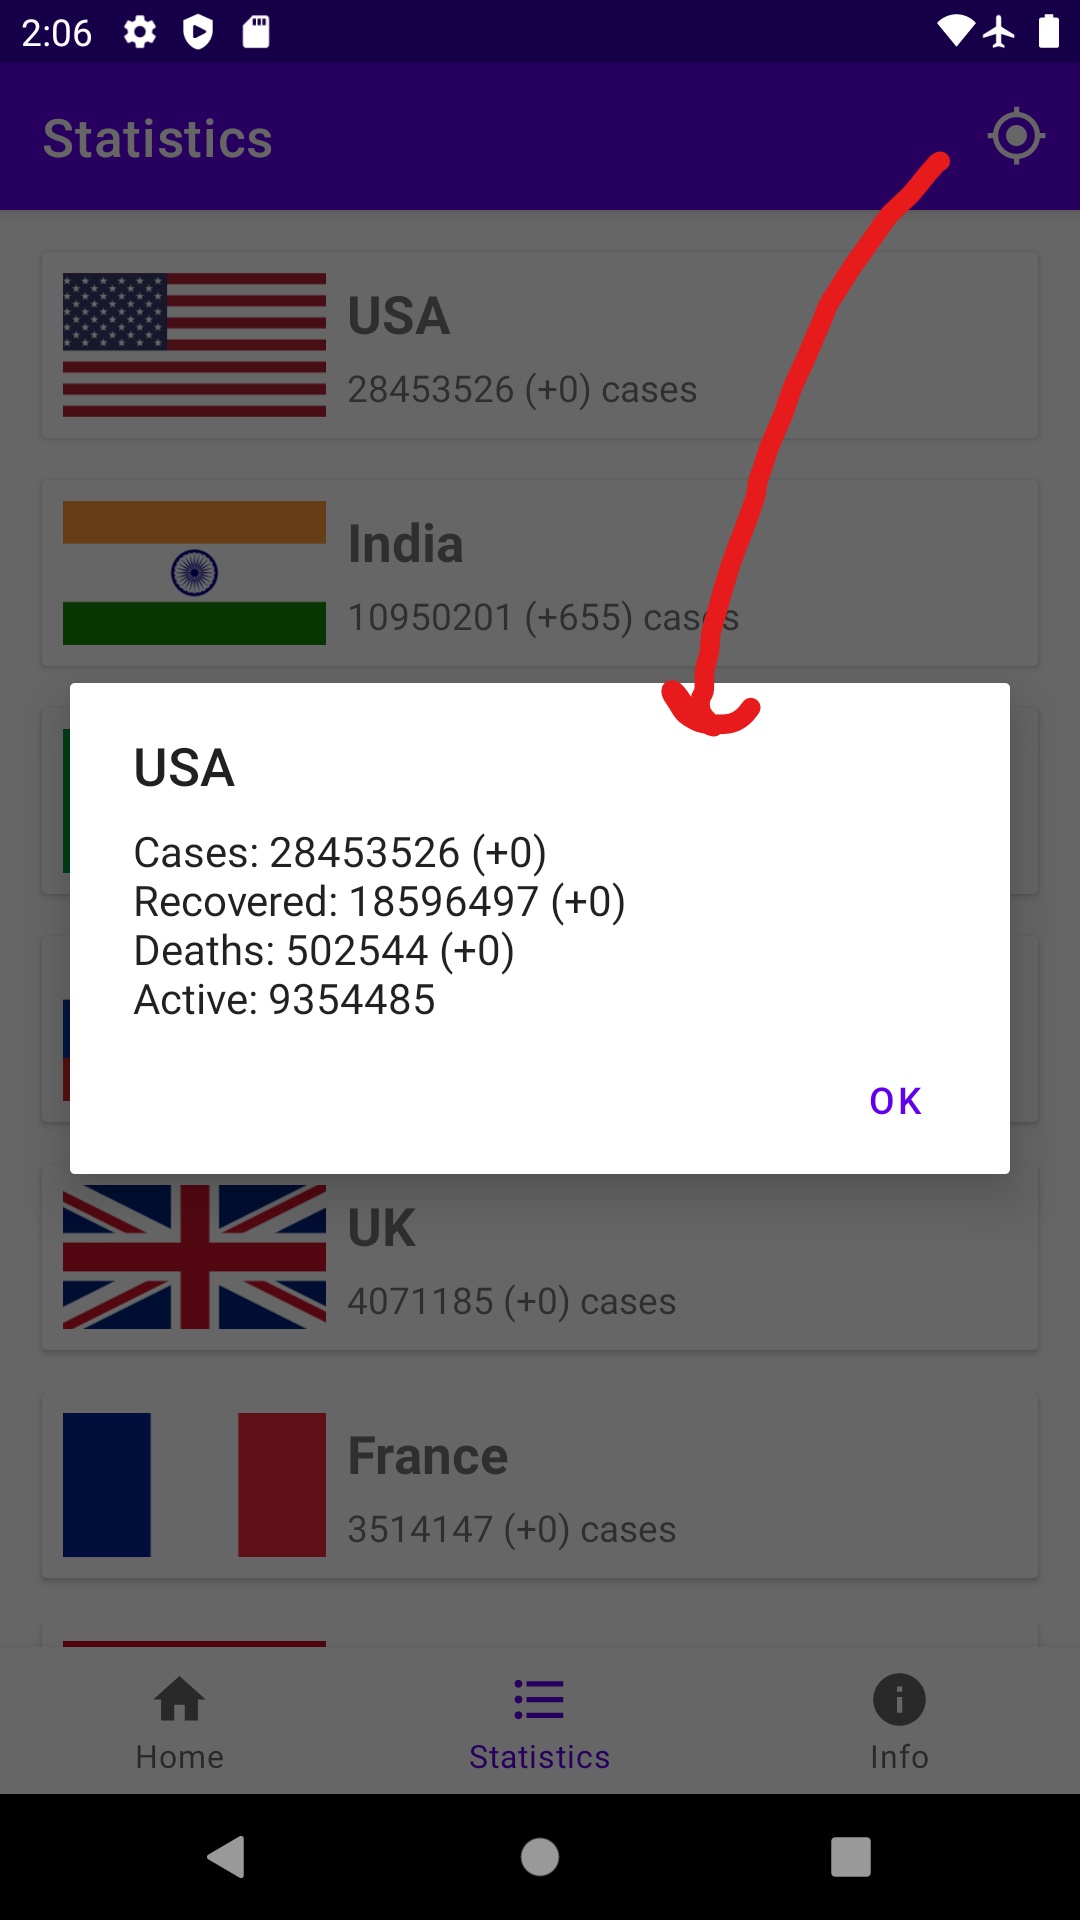 2:06
Statistics
USA
28453526 (+0) cases
India
10950201 (+655) cases
USA
Cases: 28453526 (+0)
Recovered: 18596497 (+0)
Deaths: 502544 (+0)
Active: 9354485
OK
UK
4071185 (+0) cases
France
3514147 (+0) cases
Home
Statistics
Info